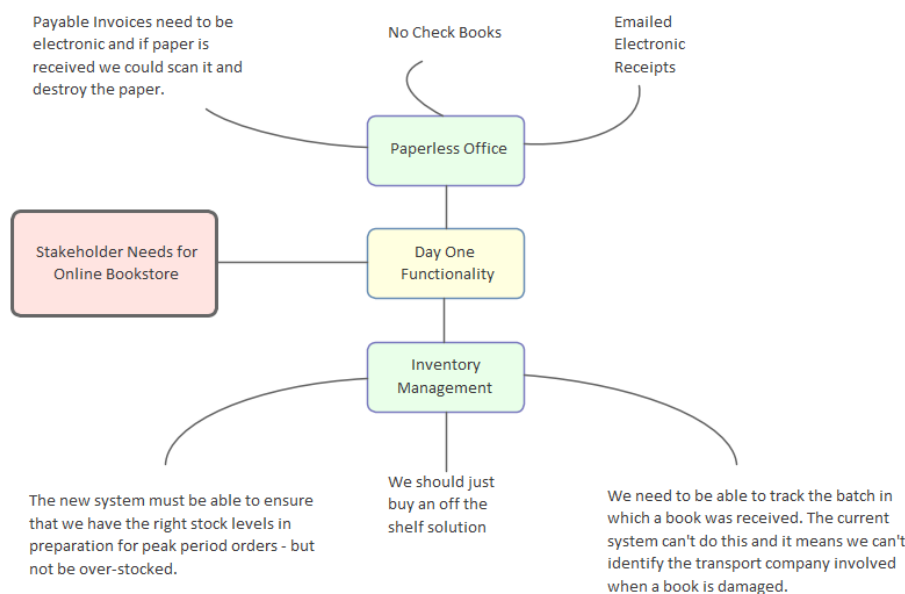 Payable Invoices need to be
electronic and if paper is
received we could scan it and
destroy the paper.
No Check Books
Emailed
Electronic
Receipts
Paperless Office
Stakeholder Needs for
Online Bookstore
Day One
Functionality
Inventory
Management
The new system must be able to ensure
that we have the right stock levels in
preparation for peak period orders - but
not be over-stocked.
We should just
buy an off the
shelf solution
We need to be able to track the batch in
which a book was received. The current
system can't do this and it means we can't
identify the transport company involved
when a book is damaged.